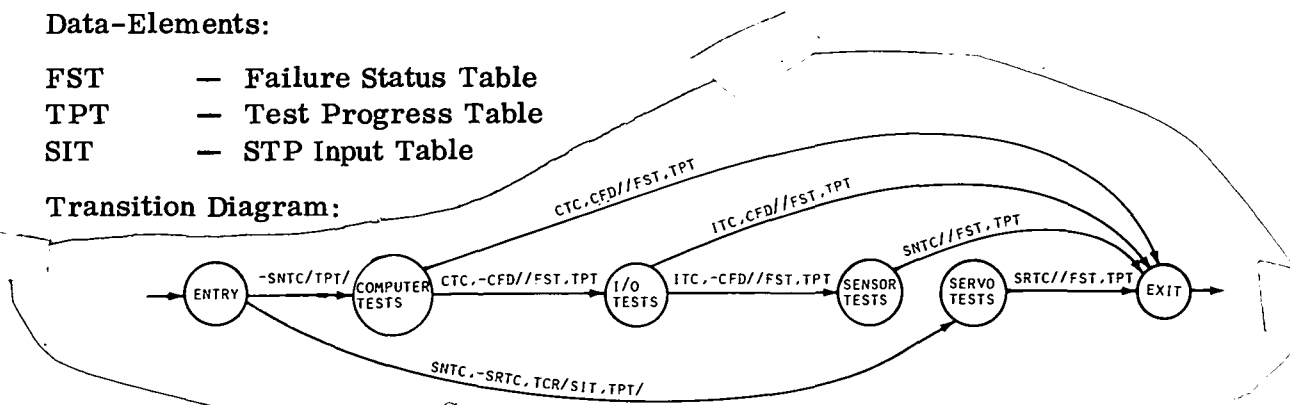 Data-Elements:
FST — Failure Status Table
TPT — Test Progress Table
SIT — STP Input Table
Transition Diagram:
CTC,CFD//FST,TPT
ITC,CFD//FST,TPT
SNTC//FST,TPT
ENTRY
-SNTC/TPT/
COMPUTER
TESTS
CTC,-CFD//FST,TPT
I/O
TESTS
ITC,-CFD//FST,TPT
SENSOR
TESTS
SERVO
TESTS
SRTC//FST,TPT
EXIT
SNTC,-SRTC,TCR/SIT,TPT/